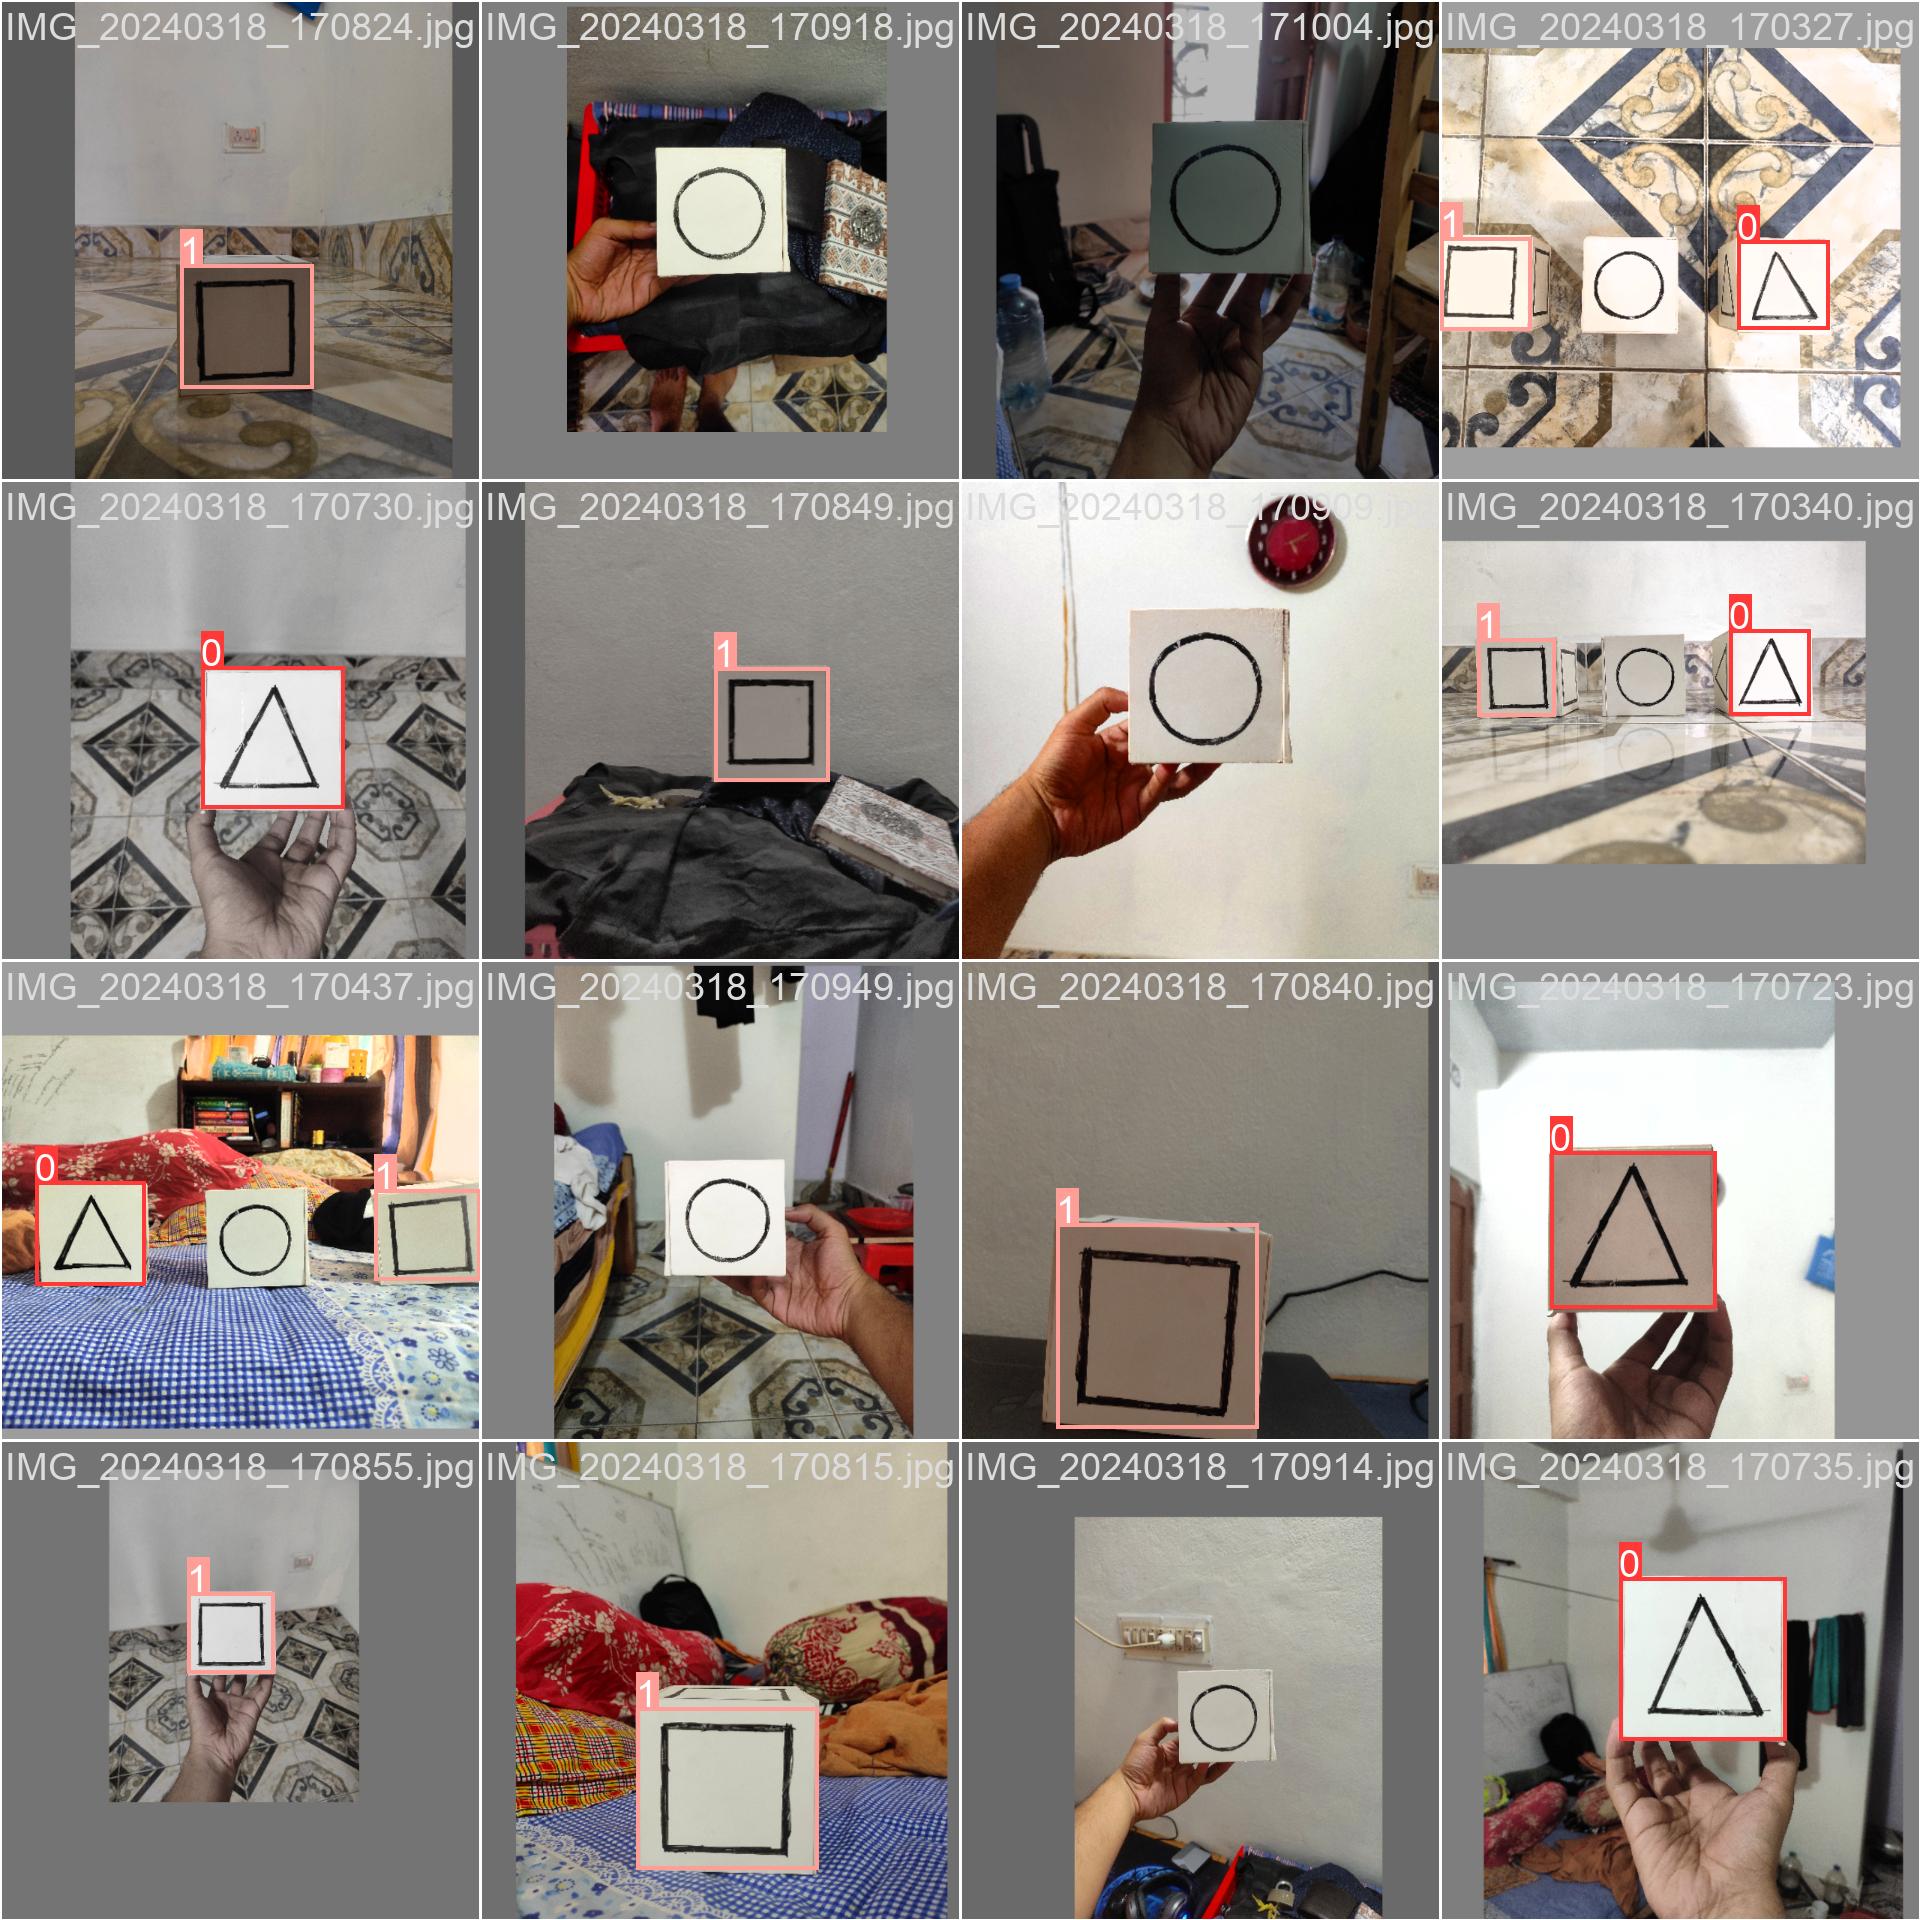 IMG_20240318_170824.jpg
IMG_20240318_170918.jpg
IMG_20240318_171004.jpg
IMG_20240318_170327.jpg
1
1
0
IMG_20240318_170730.jpg
IMG_20240318_170849.jpg
IMG_20240318_170909.jpg
IMG_20240318_170340.jpg
0
1
1
0
IMG_20240318_170437.jpg
IMG_20240318_170949.jpg
IMG_20240318_170840.jpg
IMG_20240318_170723.jpg
0
1
1
0
IMG_20240318_170855.jpg
IMG_20240318_170815.jpg
IMG_20240318_170914.jpg
IMG_20240318_170735.jpg
1
1
0